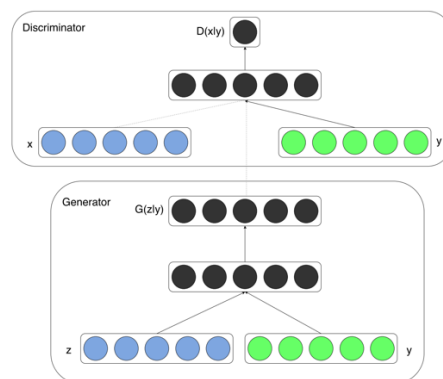 Discriminator
D(x|y)
x
y
Generator
G(z|y)
z
y